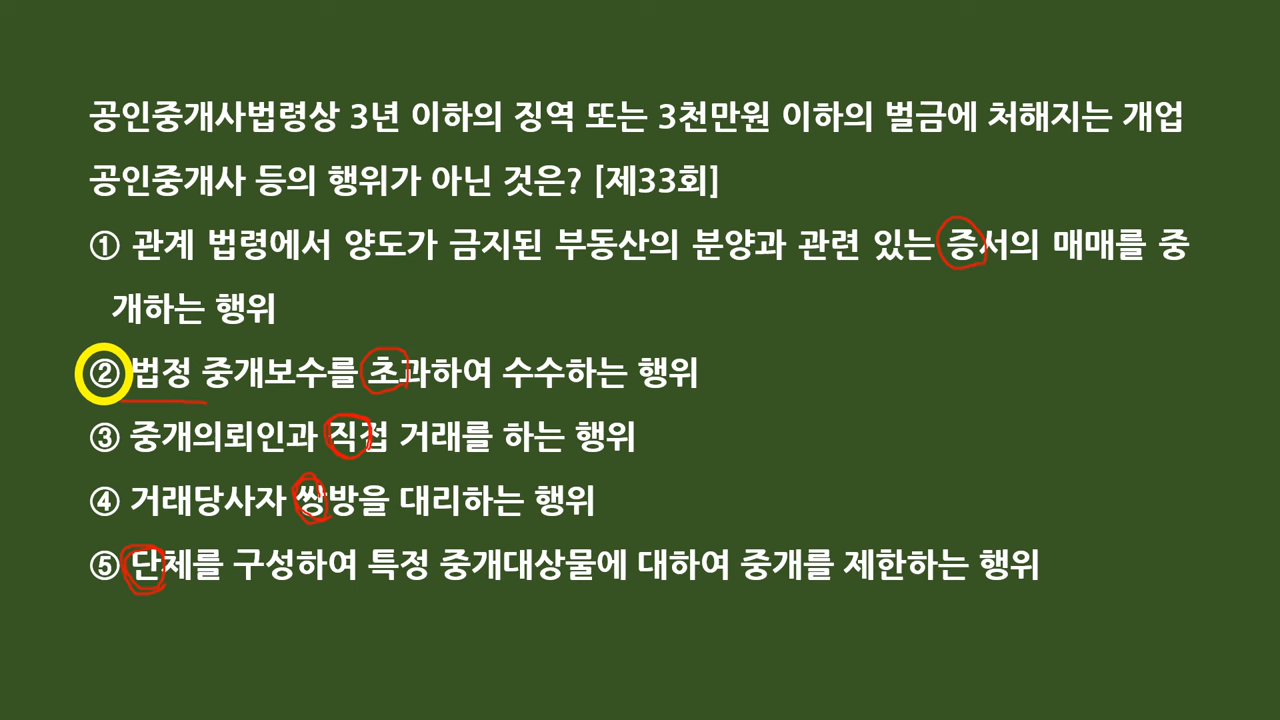 공인중개사법령상 3년 이하의 징역 또는 3천만원 이하의 벌금에 처해지는 개업
공인중개사 등의 행위가 아닌 것은? [제33회]
① 관계 법령에서 양도가 금지된 부동산의 분양과 관련 있는 증서의 매매를 중
개하는 행위
② 법정 중개보수를 초과하여 수수하는 행위
③ 중개의뢰인과 직접 거래를 하는 행위
④ 거래당사자 쌍방을 대리하는 행위
⑤ 단체를 구성하여 특정 중개대상물에 대하여 중개를 제한하는 행위